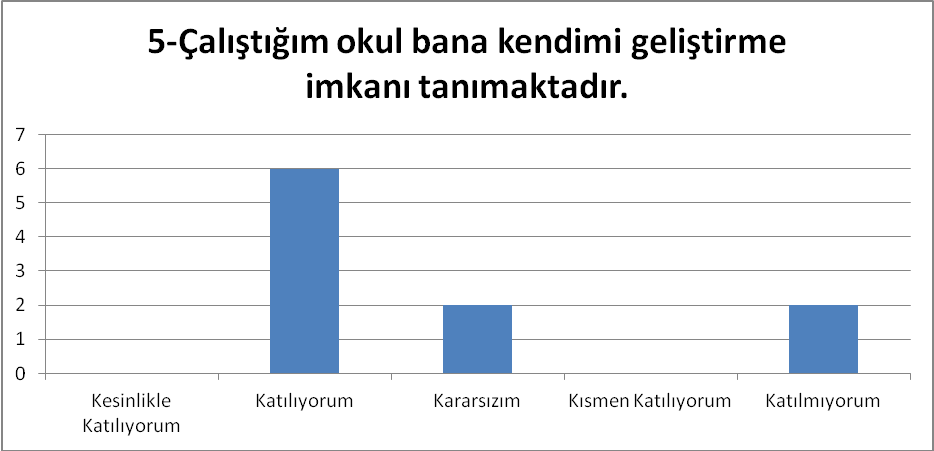 5-Çalıştığım okul bana kendimi geliştirme
imkanı tanımaktadır.
7
6
5
4
3
2
1
0
Kesinlikle
Katılıyorum
Katılıyorum
Kararsızım
Kısmen Katılıyorum
Katılmıyorum